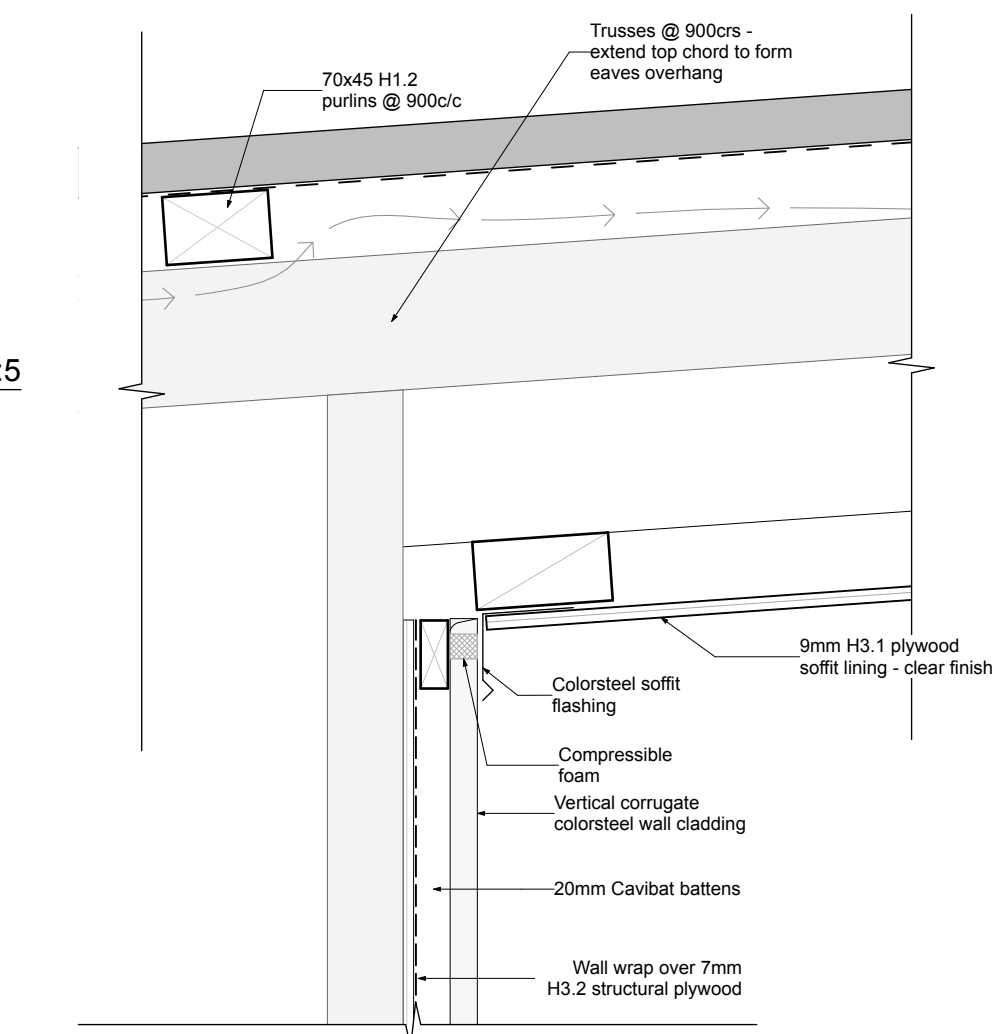 Trusses @ 900crs -
extend top chord to form
eaves overhang
70x45 H1.2
purlins @ 900c/c
:5
9mm H3.1 plywood
soffit lining - clear finish
Colorsteel soffit
flashing
Compressible
foam
Vertical corrugate
colorsteel wall cladding
20mm Cavibat battens
Wall wrap over 7mm
H3.2 structural plywood